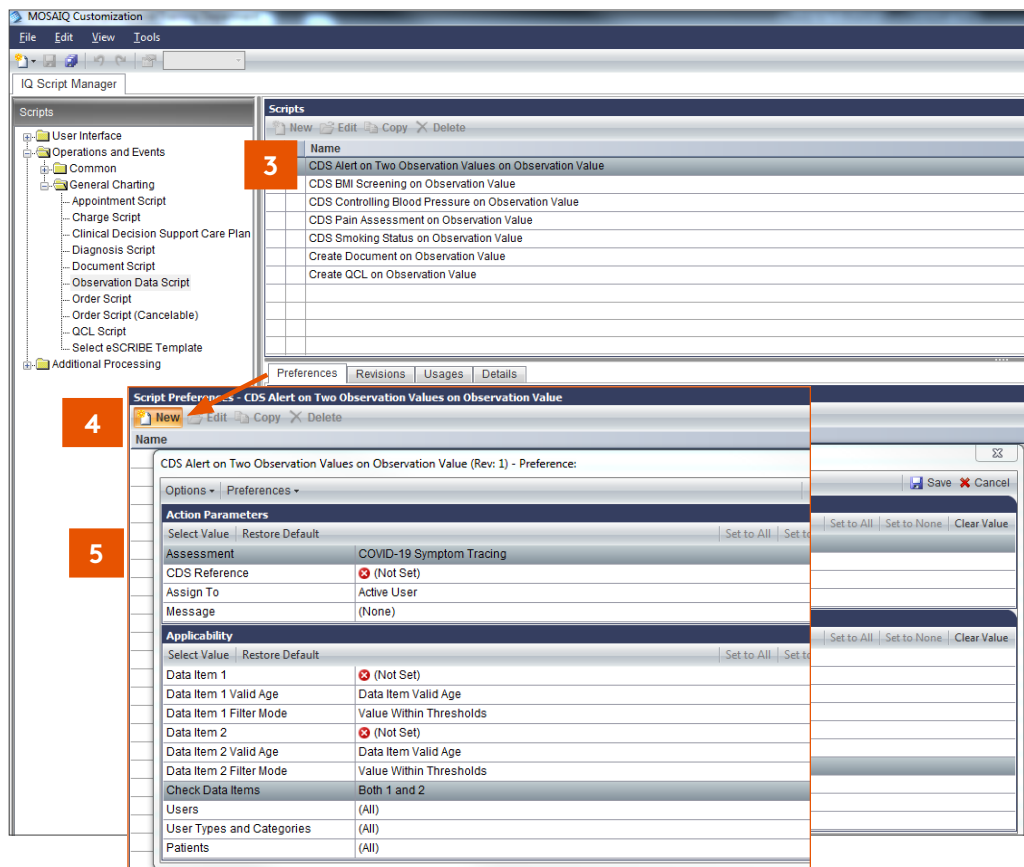 MOSAIQ Customization
File Edit View Tools
IQ Script Manager
Scripts
User Interface
Operations and Events
Common
General Charting
Appointment Script
Charge Script
Clinical Decision Support Care Plan
Diagnosis Script
Document Script
Observation Data Script
Order Script
Order Script (Cancelable)
QCL Script
Select eSCRIBE Template
Additional Processing
Scripts
New Edit Copy Delete
Name
3
CDS Alert on Two Observation Values on Observation Value
CDS BMI Screening on Observation Value
CDS Controlling Blood Pressure on Observation Value
CDS Pain Assessment on Observation Value
CDS Smoking Status on Observation Value
Create Document on Observation Value
Create QCL on Observation Value
Preferences Revisions Usages Details
Script Preferences - CDS Alert on Two Observation Values on Observation Value
4
New Edit Copy Delete
Name
CDS Alert on Two Observation Values on Observation Value (Rev: 1) - Preference:
Options Preferences
Save Cancel
Action Parameters
Select Value Restore Default Set to All Set to
Set to All Set to None Clear Value
5
Assessment COVID-19 Symptom Tracing
CDS Reference (Not Set)
Assign To Active User
Message (None)
Applicability
Select Value Restore Default Set to All Set to
Set to All Set to None Clear Value
Data Item 1 (Not Set)
Data Item 1 Valid Age Data Item Valid Age
Data Item 1 Filter Mode Value Within Thresholds
Data Item 2 (Not Set)
Data Item 2 Valid Age Data Item Valid Age
Data Item 2 Filter Mode Value Within Thresholds
Check Data Items Both 1 and 2
Users (All)
User Types and Categories (All)
Patients (All)